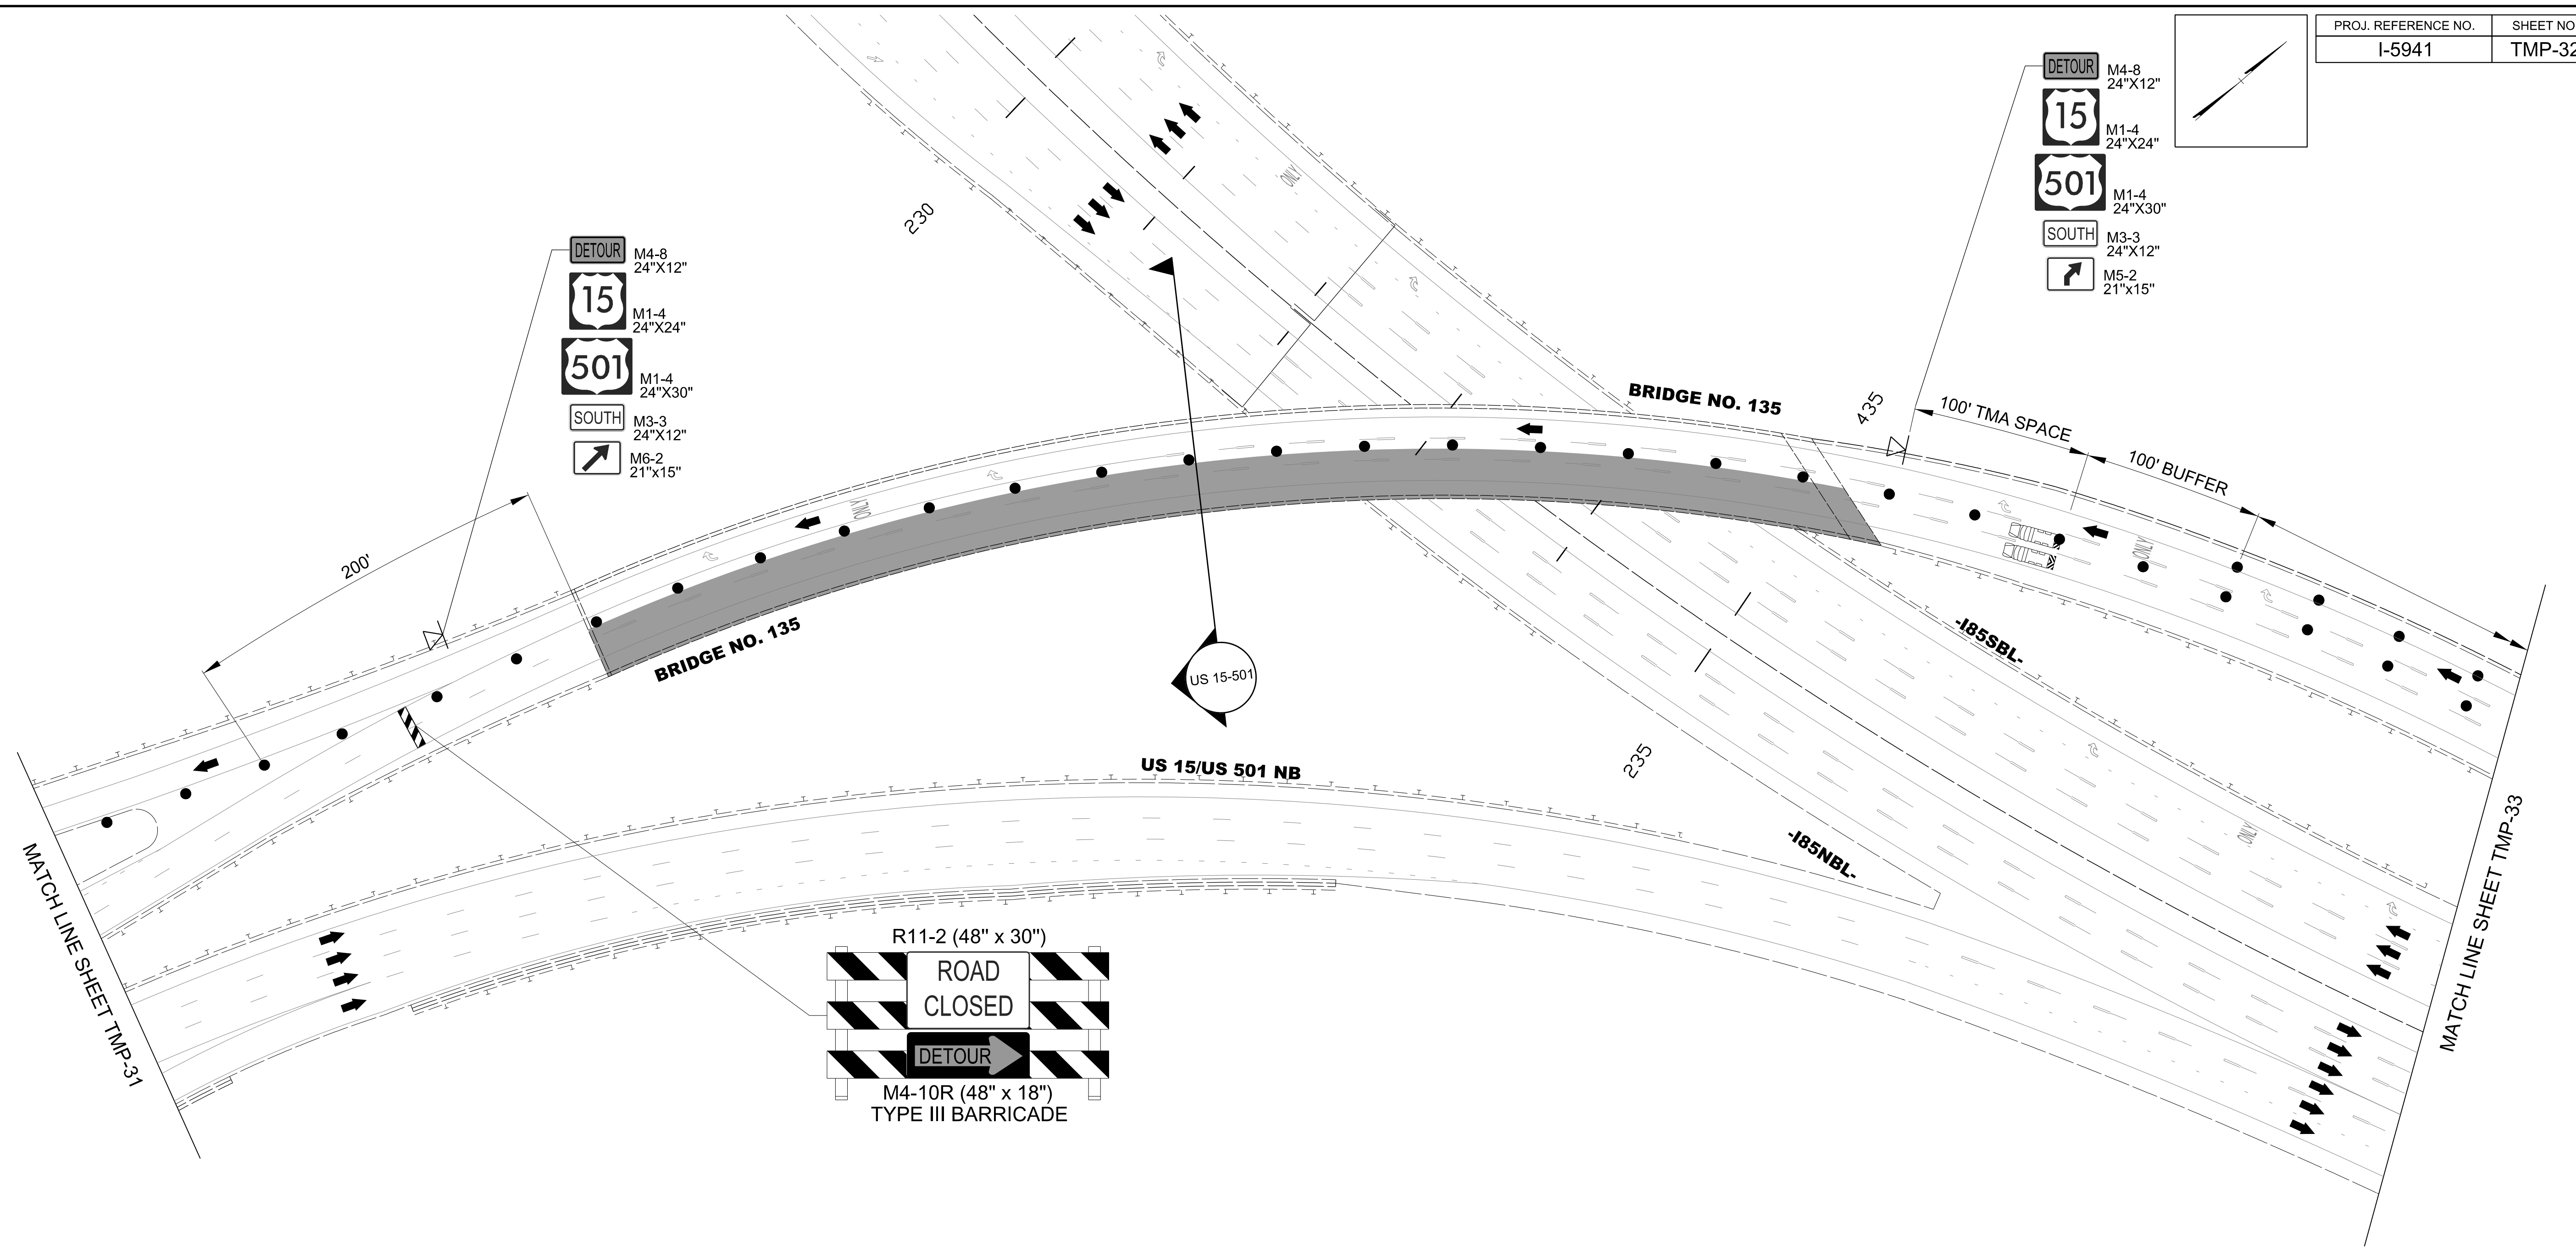 PROJ. REFERENCE NO.
SHEET NO
I-5941
TMP-32
DETOUR
M4-8
24"X12"
15
M1-4
24"X24"
501
M1-4
24"X30"
SOUTH
M3-3
24"X12"
M5-2
21"x15"
DETOUR
M4-8
24"X12"
15
M1-4
24"X24"
501
M1-4
24"X30"
SOUTH
M3-3
24"X12"
M6-2
21"x15"
ONLY
230
BRIDGE NO. 135
435
100' TMA SPACE
100' BUFFER
ONLY
ONLY
200'
BRIDGE NO. 135
-I85SBL-
US 15-501
235
US 15/US 501 NB
-I85NBL-
ONLY
MATCH LINE SHEET TMP-31
MATCH LINE SHEET TMP-33
R11-2 (48" x 30")
ROAD
CLOSED
DETOUR
M4-10R (48" x 18")
TYPE III BARRICADE